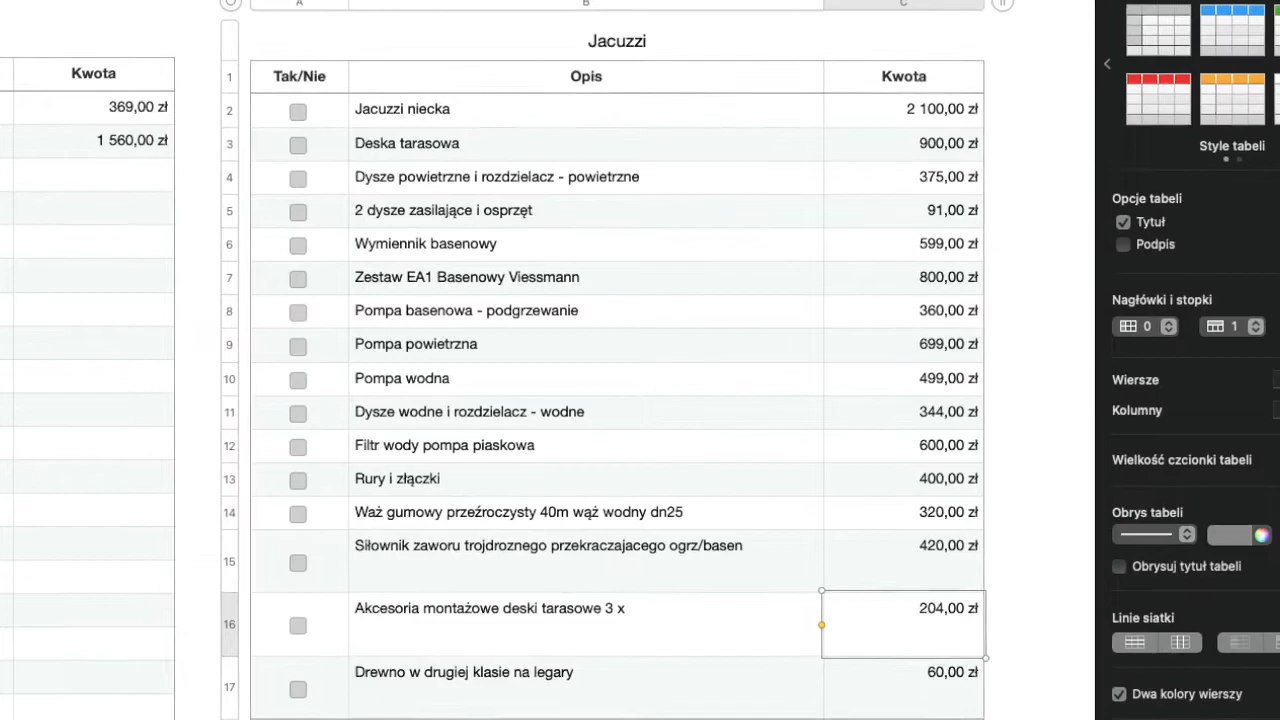 A B C
Jacuzzi
Kwota
369,00 zł
1 560,00 zł
1 Tak/Nie Opis Kwota
2 Jacuzzi niecka 2 100,00 zł
3 Deska tarasowa 900,00 zł
4 Dysze powietrzne i rozdzielacz - powietrzne 375,00 zł
5 2 dysze zasilające i osprzęt 91,00 zł
6 Wymiennik basenowy 599,00 zł
7 Zestaw EA1 Basenowy Viessmann 800,00 zł
8 Pompa basenowa - podgrzewanie 360,00 zł
9 Pompa powietrzna 699,00 zł
10 Pompa wodna 499,00 zł
11 Dysze wodne i rozdzielacz - wodne 344,00 zł
12 Filtr wody pompa piaskowa 600,00 zł
13 Rury i złączki 400,00 zł
14 Waż gumowy przeźroczysty 40m wąż wodny dn25 320,00 zł
15 Siłownik zaworu trojdroznego przekraczajacego ogrz/basen 420,00 zł
16 Akcesoria montażowe deski tarasowe 3 x 204,00 zł
17 Drewno w drugiej klasie na legary 60,00 zł
Style tabeli
Opcje tabeli
Tytuł
Podpis
Nagłówki i stopki
0 1
Wiersze
Kolumny
Wielkość czcionki tabeli
Obrys tabeli
Obrysuj tytuł tabeli
Linie siatki
Dwa kolory wierszy